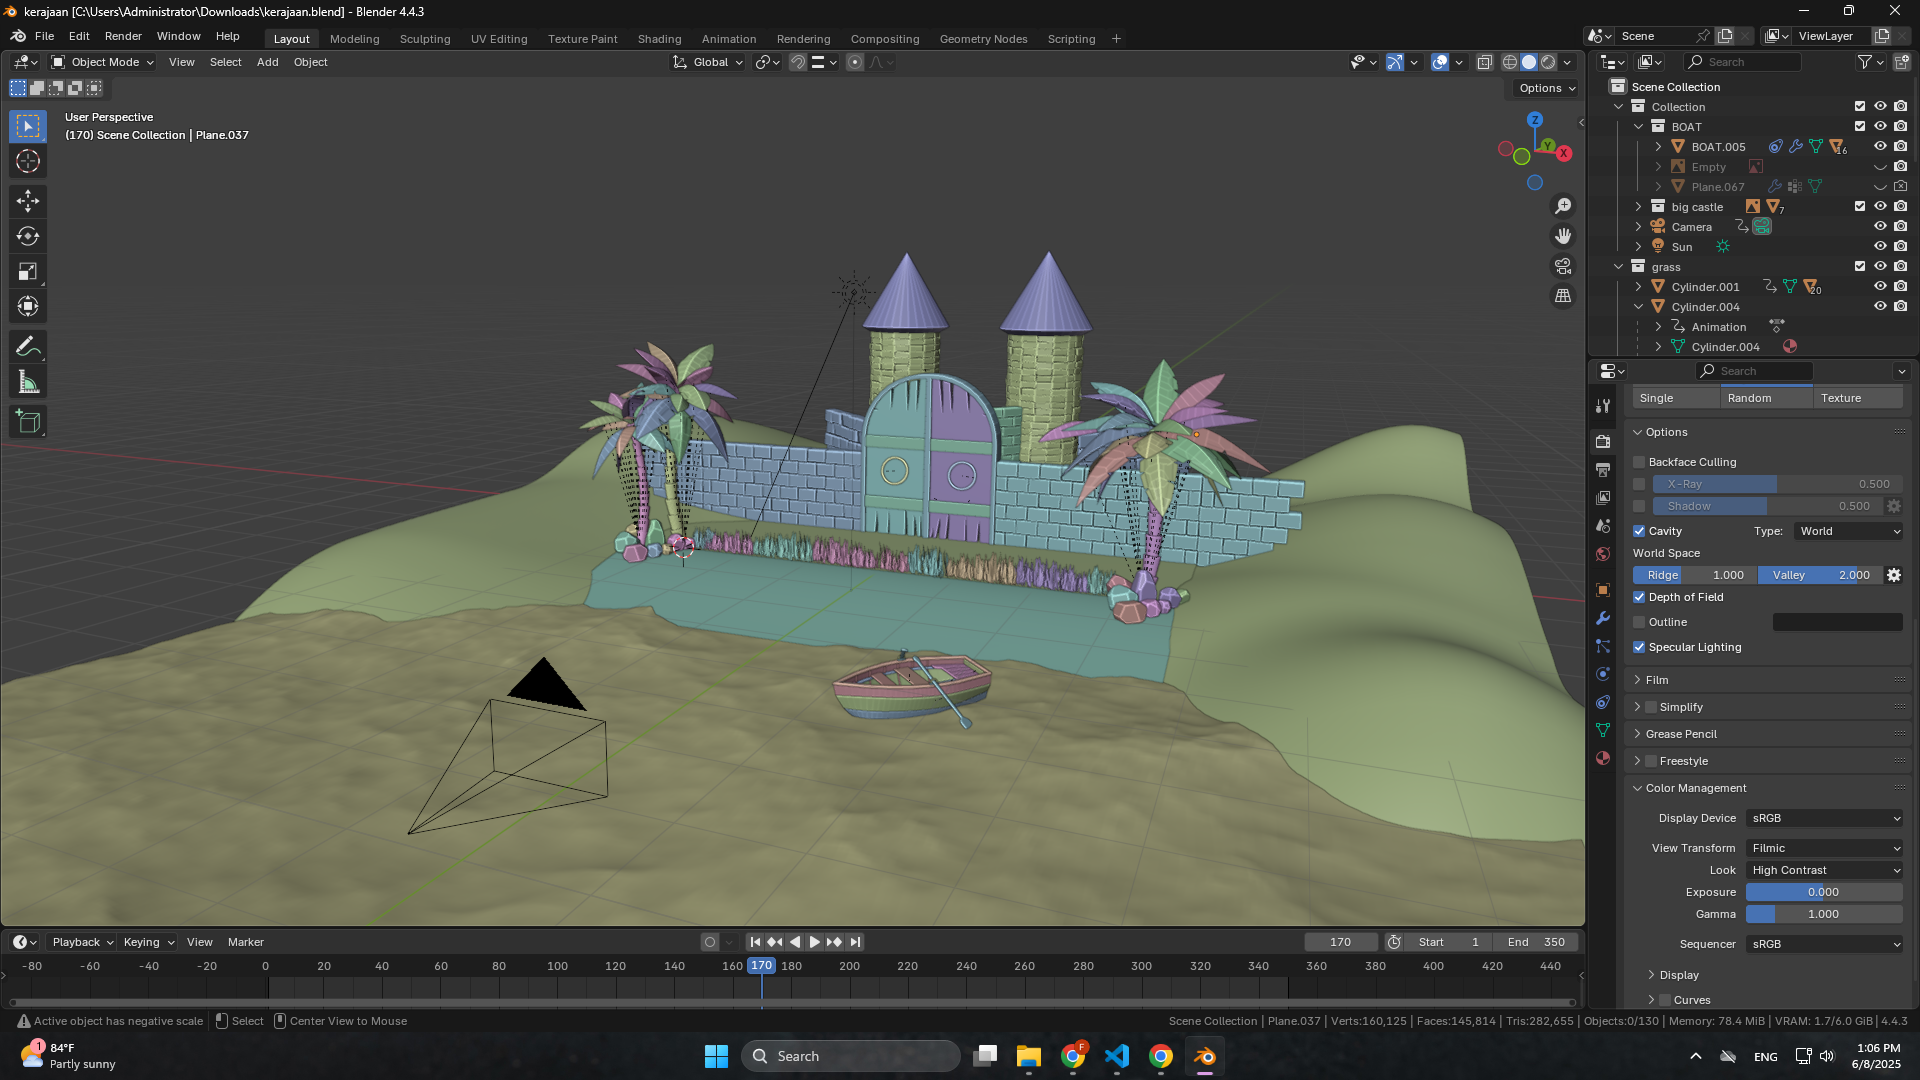 kerajaan [C:\Users\Administrator\Downloads\kerajaan.blend] - Blender 4.4.3
File Edit Render Window Help Layout Modeling Sculpting UV Editing Texture Paint Shading Animation Rendering Compositing Geometry Nodes Scripting + Scene ViewLayer
Object Mode View Select Add Object Global Search
Options
User Perspective
(170) Scene Collection | Plane.037
Z
Y
X
Scene Collection
Collection
BOAT
BOAT.005 16
Empty
Plane.067
big castle 7
Camera
Sun
grass
Cylinder.001 20
Cylinder.004
Animation
Cylinder.004
Search
Single Random Texture
Options
Backface Culling
X-Ray 0.500
Shadow 0.500
Cavity Type: World
World Space
Ridge 1.000 Valley 2.000
Depth of Field
Outline
Specular Lighting
Film
Simplify
Grease Pencil
Freestyle
Color Management
Display Device sRGB
View Transform Filmic
Look High Contrast
Exposure 0.000
Gamma 1.000
Sequencer sRGB
Display
Curves
Playback Keying View Marker 170 Start 1 End 350
-80 -60 -40 -20 0 20 40 60 80 100 120 140 160 170 180 200 220 240 260 280 300 320 340 360 380 400 420 440
Active object has negative scale Select Center View to Mouse Scene Collection | Plane.037 | Verts:160,125 | Faces:145,814 | Tris:282,655 | Objects:0/130 | Memory: 78.4 MiB | VRAM: 1.7/6.0 GiB | 4.4.3
1
84°F
Partly sunny
Search
F
ENG
1:06 PM
6/8/2025